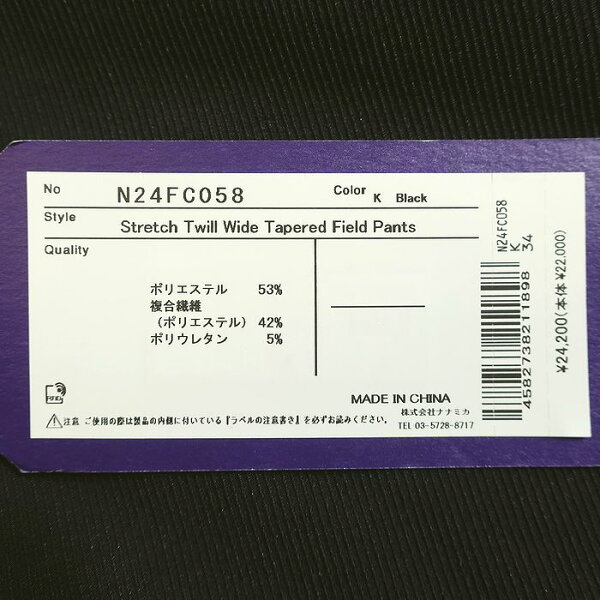 No N24FC058 Color K Black
Style Stretch Twill Wide Tapered Field Pants
Quality
ポリエステル 53%
複合繊維
(ポリエステル) 42%
ポリウレタン 5%
RFID
MADE IN CHINA
株式会社ナナミカ
TEL 03-5728-8717
⚠注意 ご使用の際は製品の内側に付いている『ラベルの注意書き』を必ずお読みください。
N24FC058
K 34
4582738211898
¥24,200(本体¥22,000)